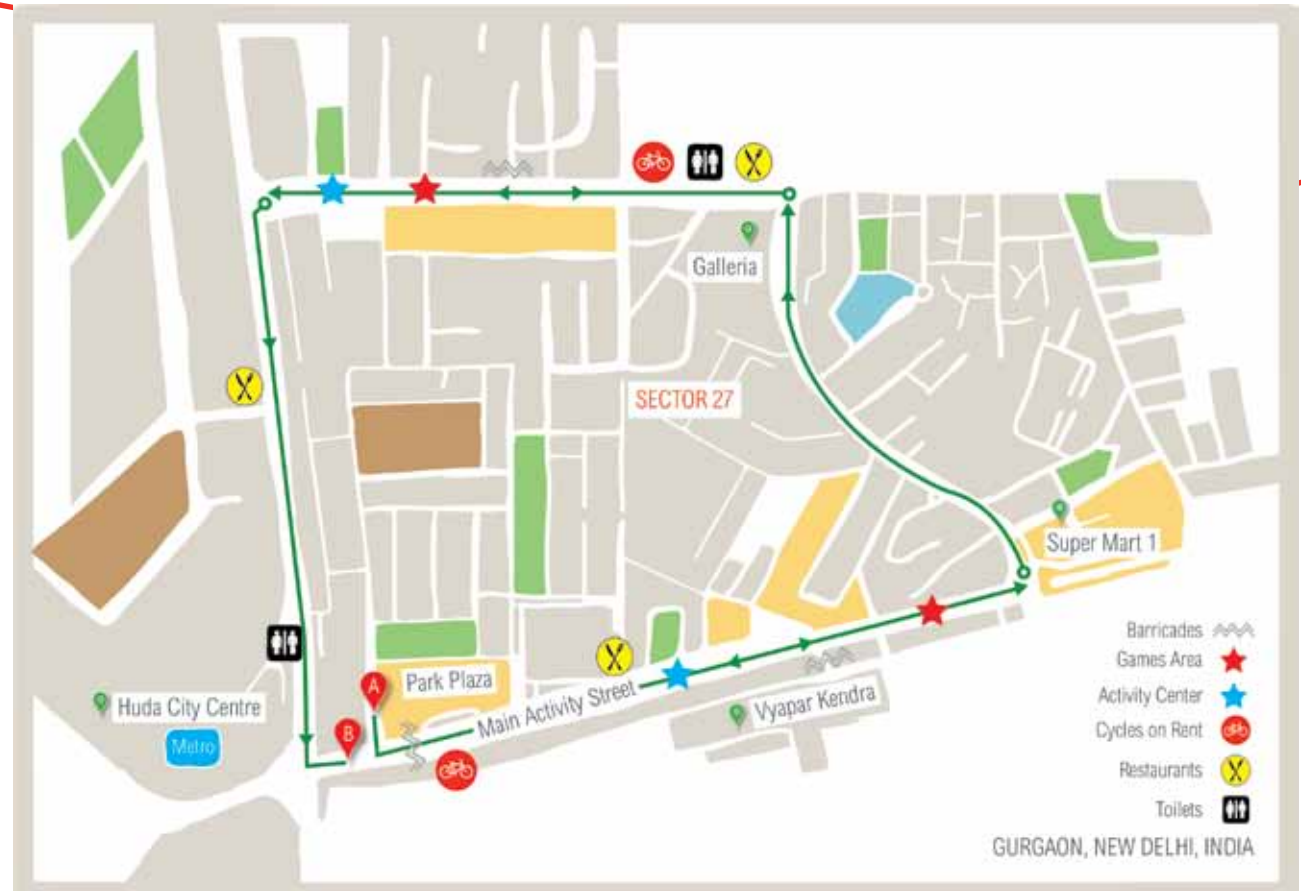 Galleria
SECTOR 27
Super Mart 1
A
Park Plaza
Main Activity Street
Huda City Centre
Metro
B
Vyapar Kendra
Barricades
Games Area
Activity Center
Cycles on Rent
Restaurants
Toilets
GURGAON, NEW DELHI, INDIA